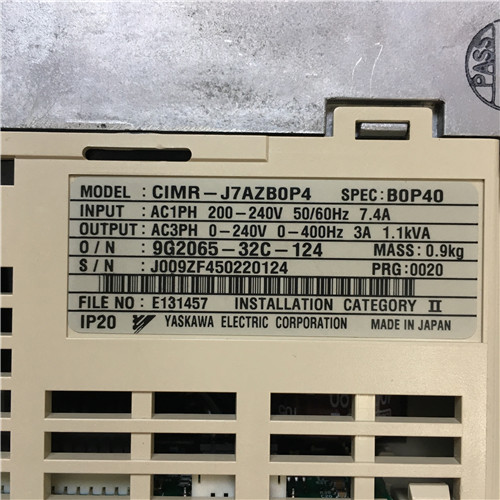 PASS
MODEL : CIMR-J7AZB0P4 SPEC: B0P40
INPUT : AC1PH 200-240V 50/60Hz 7.4A
OUTPUT: AC3PH 0-240V 0-400Hz 3A 1.1kVA
O / N : 9G2065-32C-124 MASS: 0.9kg
S / N : J009ZF450220124 PRG: 0020
FILE NO : E131457 INSTALLATION CATEGORY II
IP20 YASKAWA ELECTRIC CORPORATION MADE IN JAPAN